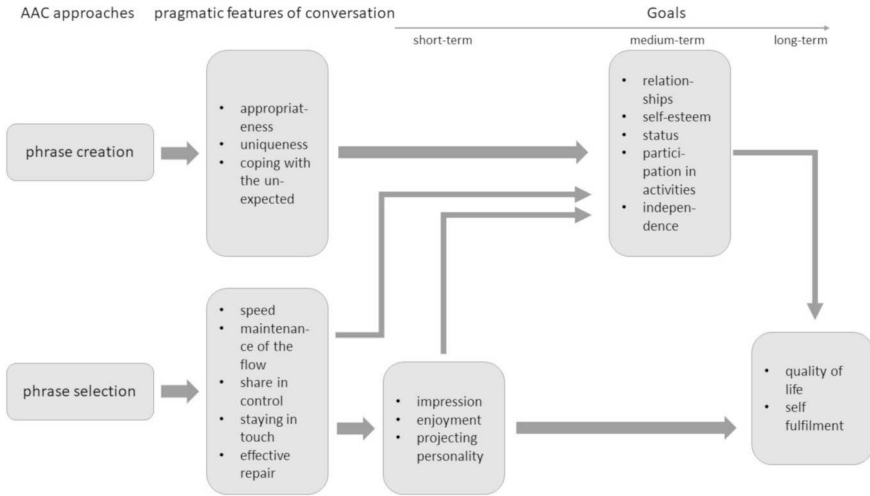 AAC approaches
pragmatic features of conversation
Goals
short-term
medium-term
long-term
phrase creation
• appropriat-
eness
• uniqueness
• coping with
the un-
expected
• relation-
ships
• self-esteem
• status
• partici-
pation in
activities
• indepen-
dence
phrase selection
• speed
• maintenan-
ce of the
flow
• share in
control
• staying in
touch
• effective
repair
• impression
• enjoyment
• projecting
personality
• quality of
life
• self
fulfilment